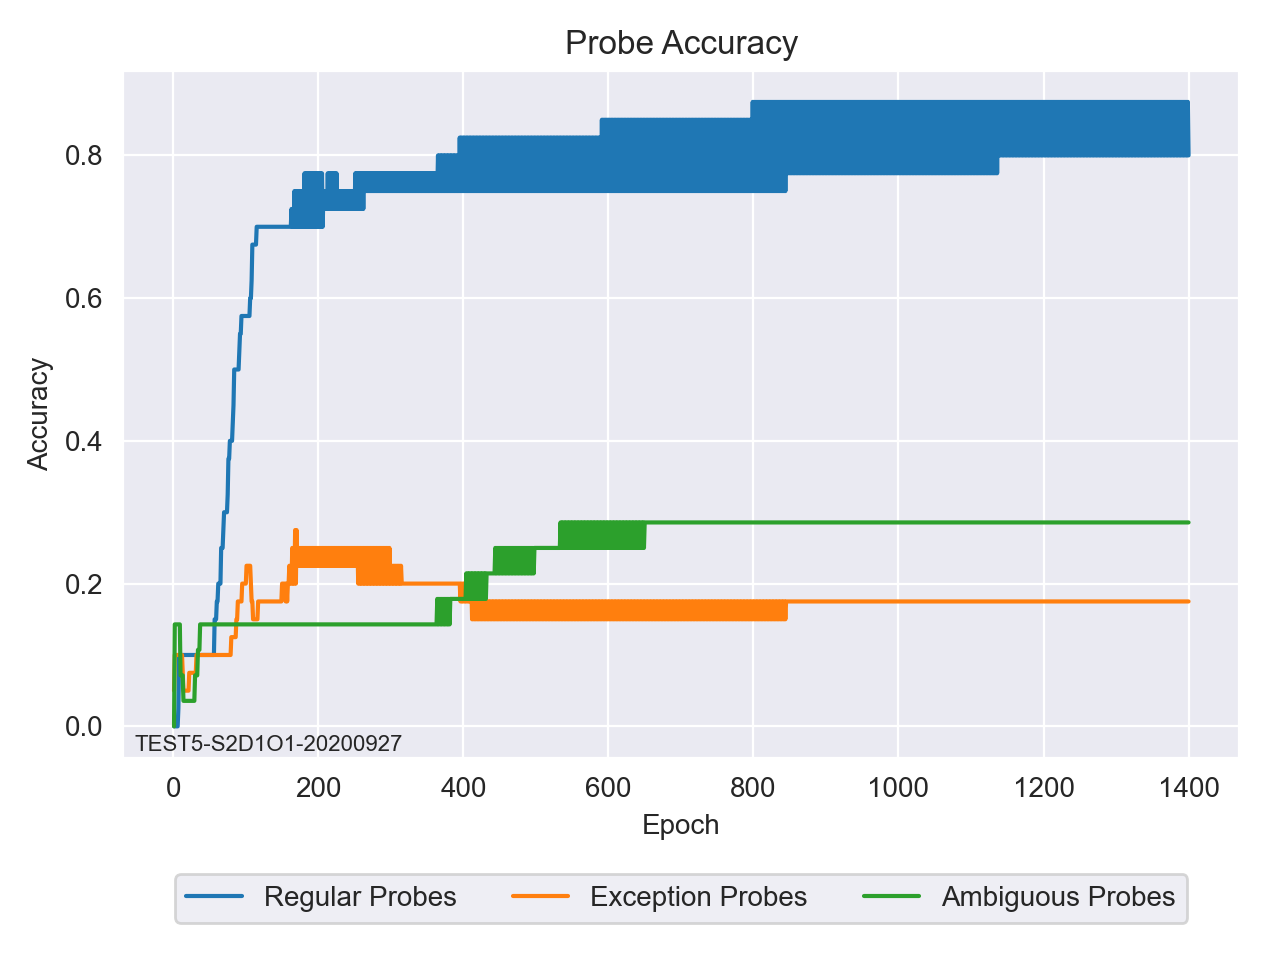 Probe Accuracy
0.8
0.6
0.4
0.2
0.0
Accuracy
TEST5-S2D1O1-20200927
0 200 400 600 800 1000 1200 1400
Epoch
Regular Probes Exception Probes Ambiguous Probes